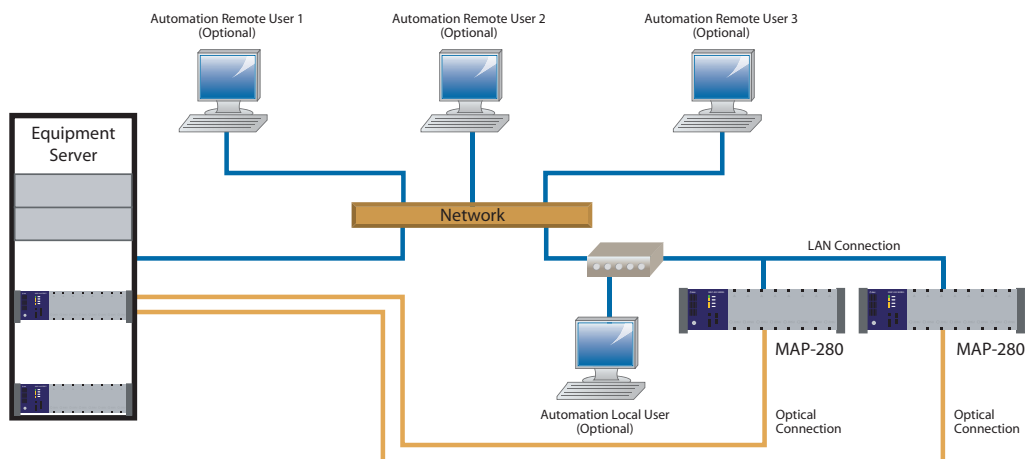 Automation Remote User 1
(Optional)
Automation Remote User 2
(Optional)
Automation Remote User 3
(Optional)
Equipment
Server
Network
LAN Connection
MAP-280
MAP-280
Automation Local User
(Optional)
Optical
Connection
Optical
Connection